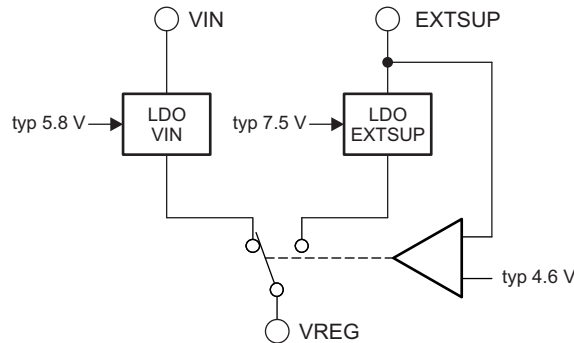 VIN
EXTSUP
typ 5.8 V
LDO
VIN
typ 7.5 V
LDO
EXTSUP
typ 4.6 V
VREG